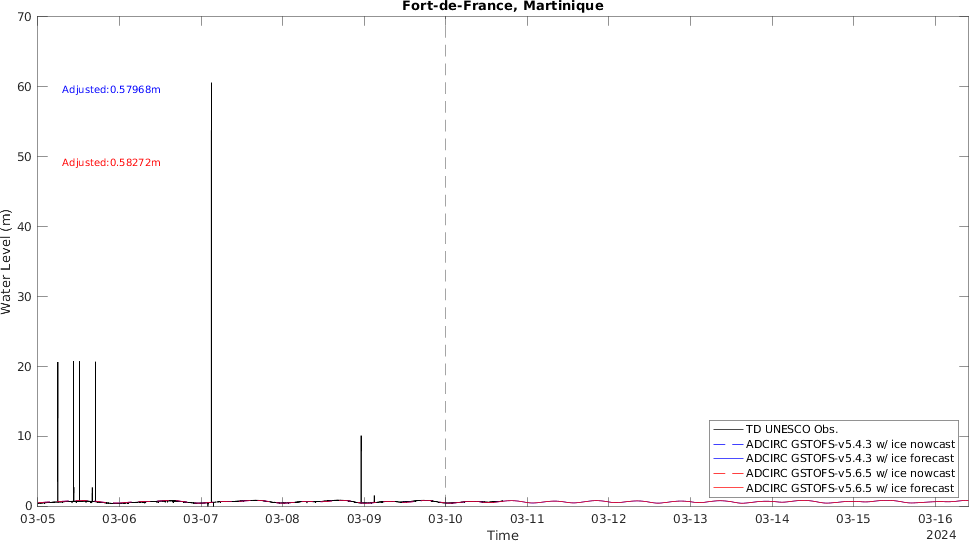 Fort-de-France, Martinique
70
60
50
40
30
20
10
0
Water Level (m)
Adjusted:0.57968m
Adjusted:0.58272m
TD UNESCO Obs.
ADCIRC GSTOFS-v5.4.3 w/ ice nowcast
ADCIRC GSTOFS-v5.4.3 w/ ice forecast
ADCIRC GSTOFS-v5.6.5 w/ ice nowcast
ADCIRC GSTOFS-v5.6.5 w/ ice forecast
03-05 03-06 03-07 03-08 03-09 03-10 03-11 03-12 03-13 03-14 03-15 03-16
2024
Time